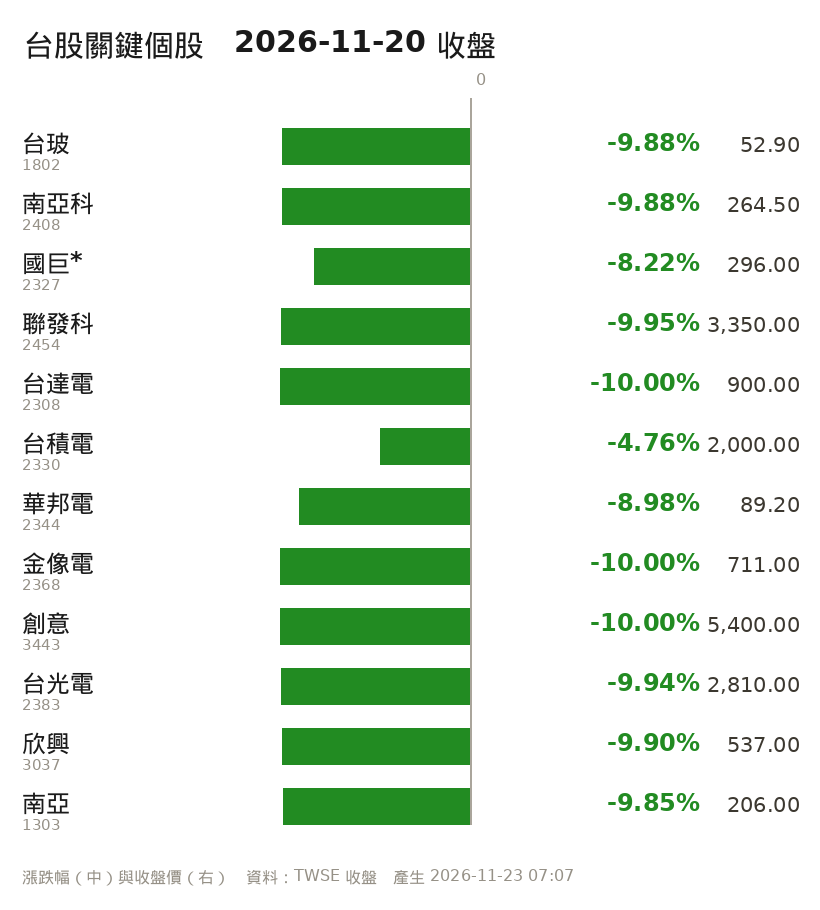 台股關鍵個股 2026-11-20 收盤
0
台玻 -9.88% 52.90
1802
南亞科 -9.88% 264.50
2408
國巨* -8.22% 296.00
2327
聯發科 -9.95% 3,350.00
2454
台達電 -10.00% 900.00
2308
台積電 -4.76% 2,000.00
2330
華邦電 -8.98% 89.20
2344
金像電 -10.00% 711.00
2368
創意 -10.00% 5,400.00
3443
台光電 -9.94% 2,810.00
2383
欣興 -9.90% 537.00
3037
南亞 -9.85% 206.00
1303
漲跌幅（中）與收盤價（右） 資料：TWSE 收盤 產生 2026-11-23 07:07